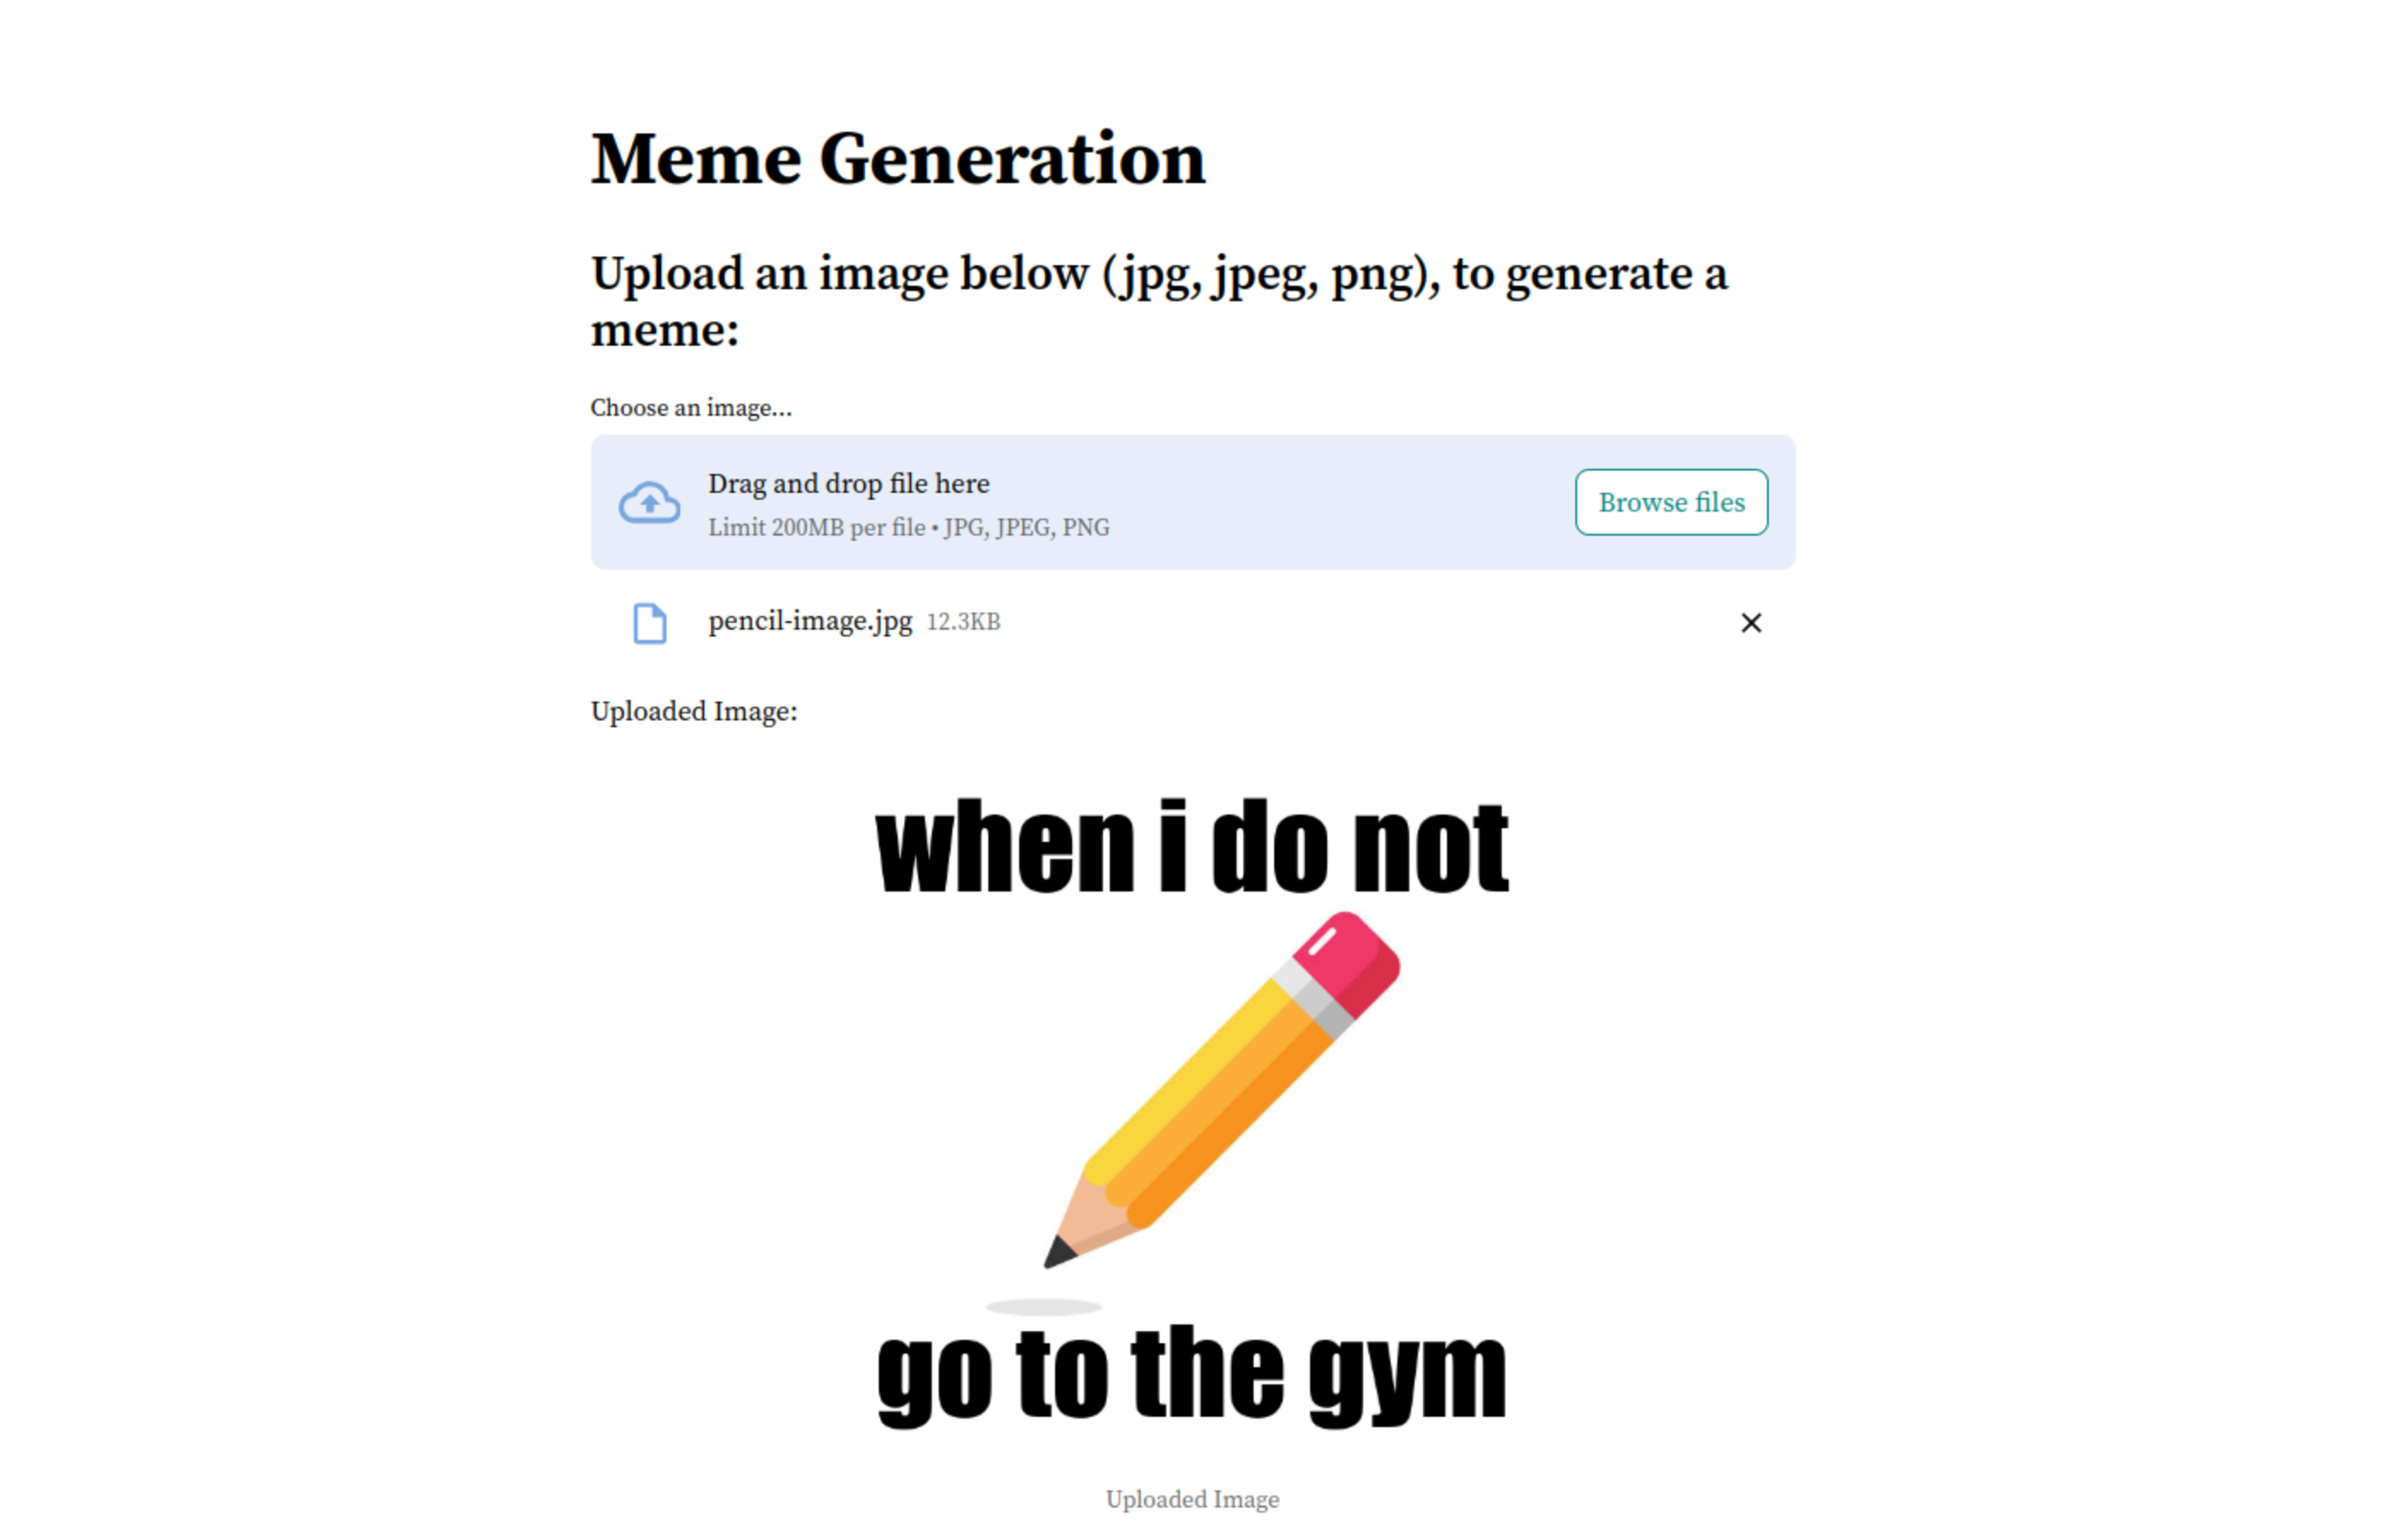 Meme Generation
Upload an image below (jpg, jpeg, png), to generate a
meme:
Choose an image...
Drag and drop file here
Limit 200MB per file • JPG, JPEG, PNG
Browse files
pencil-image.jpg 12.3KB
Uploaded Image:
when i do not
go to the gym
Uploaded Image